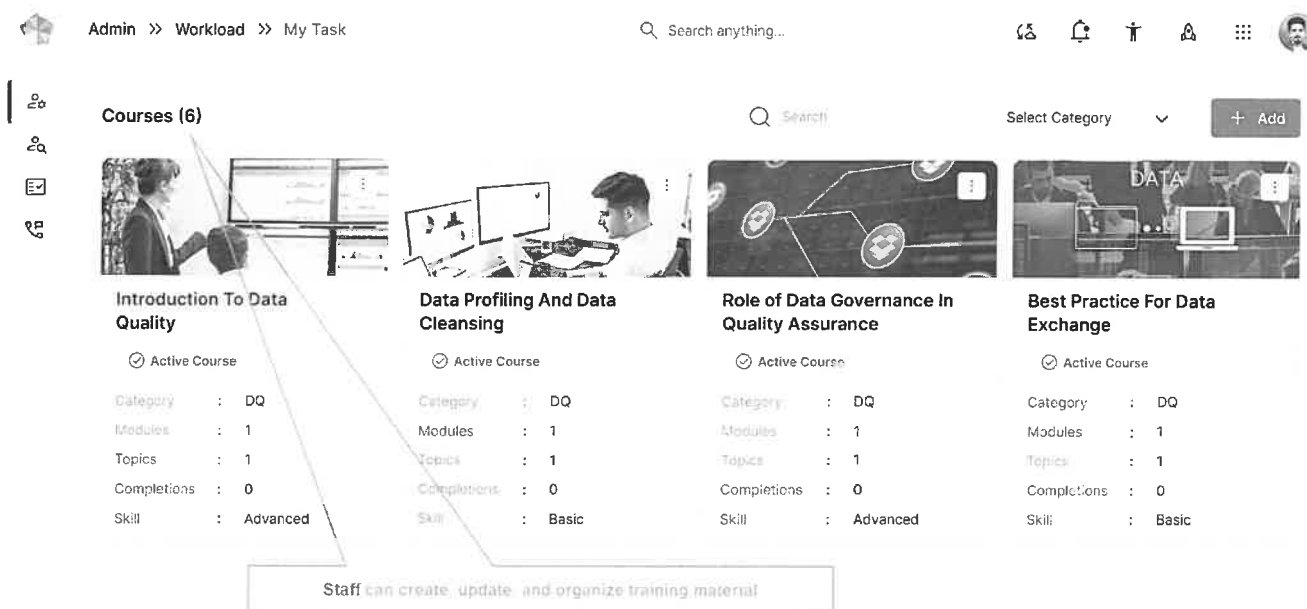 Admin >> Workload >> My Task
Search anything...
Courses (6)
Search
Select Category
+ Add
DATA
Introduction To Data
Quality
Active Course
Category : DQ
Modules : 1
Topics : 1
Completions : 0
Skill : Advanced
Data Profiling And Data
Cleansing
Active Course
Category : DQ
Modules : 1
Topics : 1
Completions : 0
Skill : Basic
Role of Data Governance In
Quality Assurance
Active Course
Category : DQ
Modules : 1
Topics : 1
Completions : 0
Skill : Advanced
Best Practice For Data
Exchange
Active Course
Category : DQ
Modules : 1
Topics : 1
Completions : 0
Skill : Basic
Staff can create, update, and organize training material